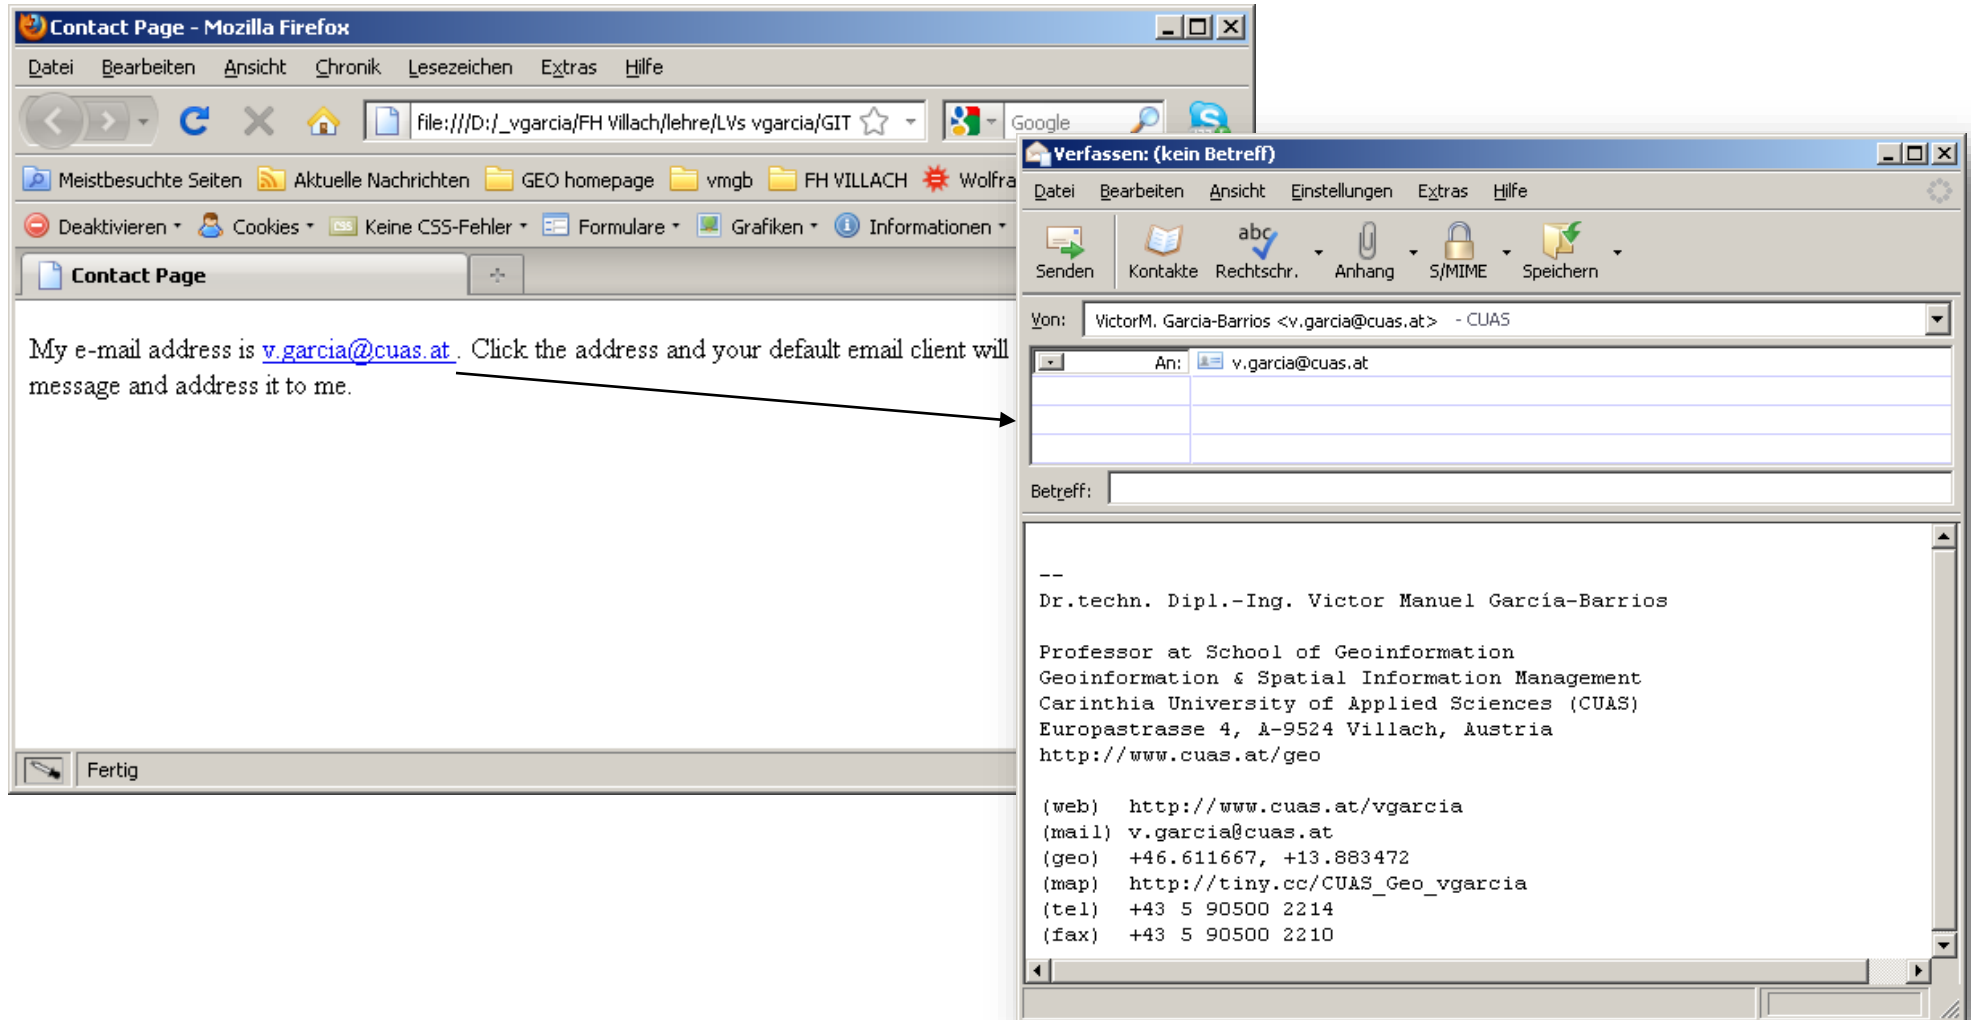 Contact Page - Mozilla Firefox
Datei Bearbeiten Ansicht Chronik Lesezeichen Extras Hilfe
file:///D:/_vgarcia/FH Villach/lehre/LVs vgarcia/GIT
Google
Meistbesuchte Seiten Aktuelle Nachrichten GEO homepage vmgb FH VILLACH Wolfra
Deaktivieren Cookies Keine CSS-Fehler Formulare Grafiken Informationen
Contact Page
My e-mail address is v.garcia@cuas.at . Click the address and your default email client will
message and address it to me.
Fertig
Verfassen: (kein Betreff)
Datei Bearbeiten Ansicht Einstellungen Extras Hilfe
abc
Senden Kontakte Rechtschr. Anhang S/MIME Speichern
Von: VictorM. Garcia-Barrios <v.garcia@cuas.at> - CUAS
An: v.garcia@cuas.at
Betreff:
--
Dr.techn. Dipl.-Ing. Victor Manuel García-Barrios
Professor at School of Geoinformation
Geoinformation & Spatial Information Management
Carinthia University of Applied Sciences (CUAS)
Europastrasse 4, A-9524 Villach, Austria
http://www.cuas.at/geo
(web) http://www.cuas.at/vgarcia
(mail) v.garcia@cuas.at
(geo) +46.611667, +13.883472
(map) http://tiny.cc/CUAS_Geo_vgarcia
(tel) +43 5 90500 2214
(fax) +43 5 90500 2210